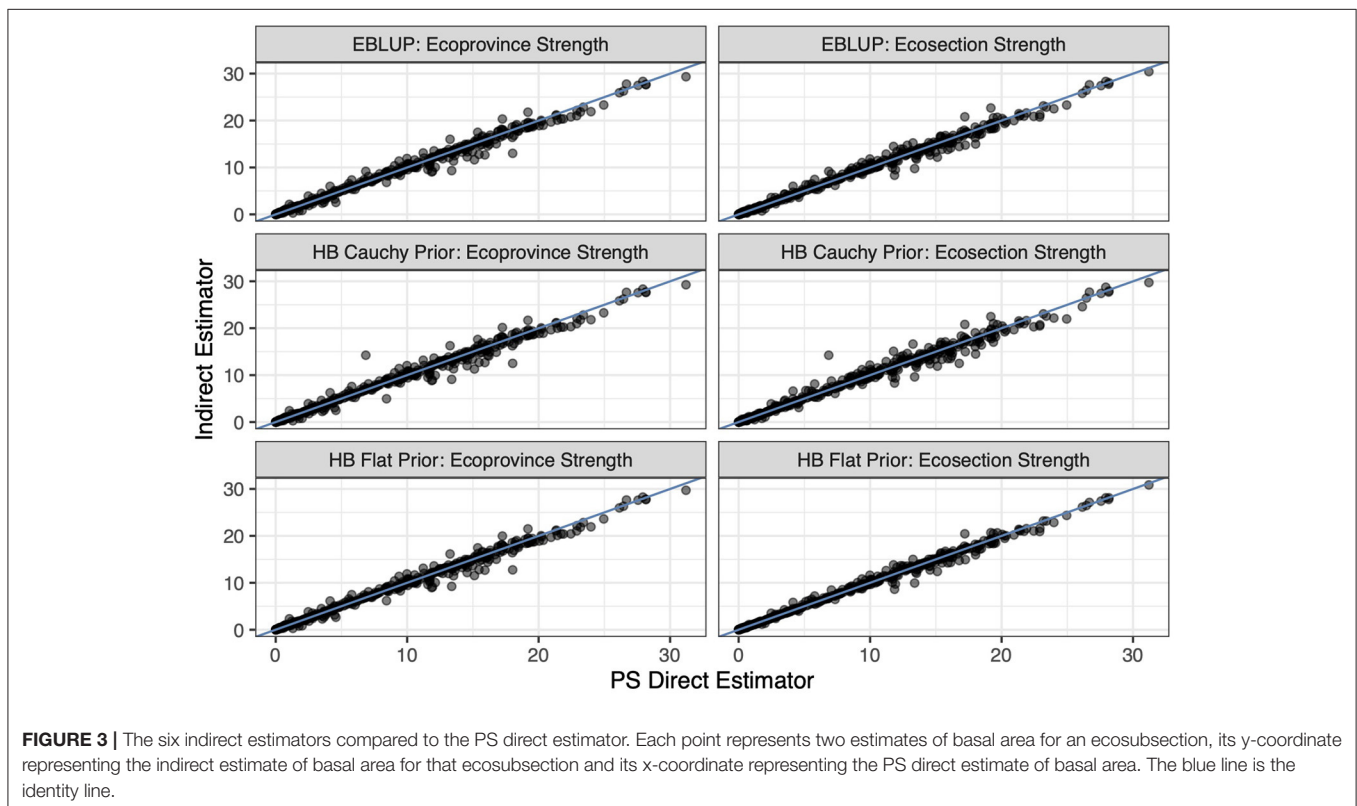 EBLUP: Ecoprovince Strength
EBLUP: Ecosection Strength
30
20
10
0
HB Cauchy Prior: Ecoprovince Strength
HB Cauchy Prior: Ecosection Strength
30
20
10
0
Indirect Estimator
HB Flat Prior: Ecoprovince Strength
HB Flat Prior: Ecosection Strength
30
20
10
0
0 10 20 30 0 10 20 30
PS Direct Estimator
FIGURE 3 | The six indirect estimators compared to the PS direct estimator. Each point represents two estimates of basal area for an ecosubsection, its y-coordinate
representing the indirect estimate of basal area for that ecosubsection and its x-coordinate representing the PS direct estimate of basal area. The blue line is the
identity line.